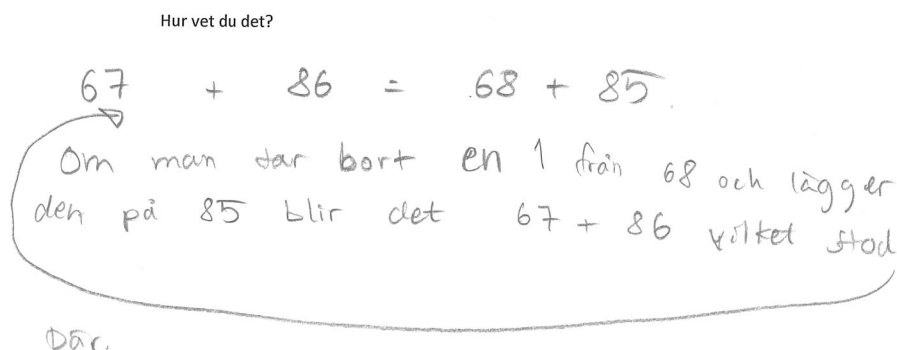 Hur vet du det?
67 + 86 = 68 + 85.
Om man tar bort en 1 från 68 och lägger
den på 85 blir det 67 + 86 vilket stod
Där.